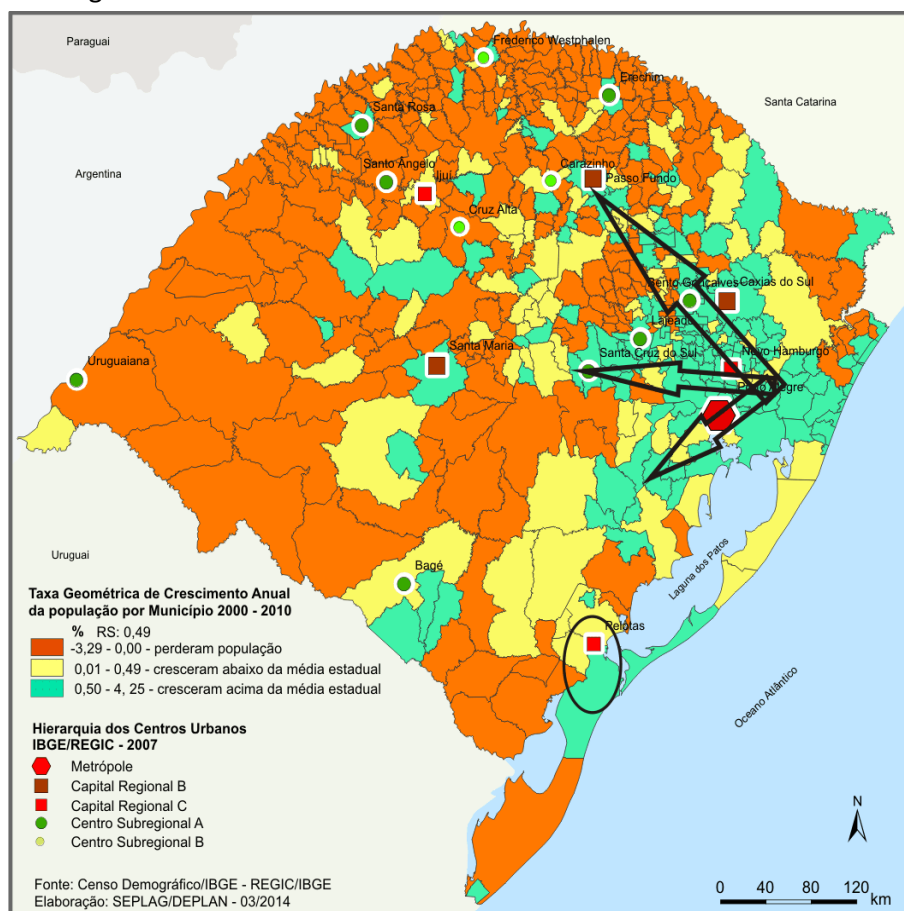 Paraguai
Frederico Westphalen
Erechim
Santa Catarina
Santa Rosa
Argentina
Santo Ângelo
Ijuí
Carazinho
Passo Fundo
Cruz Alta
Bento Gonçalves
Caxias do Sul
Lajeado
Santa Maria
Santa Cruz do Sul
Novo Hamburgo
Uruguaiana
Porto Alegre
Uruguai
Bagé
Laguna dos Patos
Pelotas
Oceano Atlântico
Taxa Geométrica de Crescimento Anual
da população por Município 2000 - 2010
% RS: 0,49
-3,29 - 0,00 - perderam população
0,01 - 0,49 - cresceram abaixo da média estadual
0,50 - 4, 25 - cresceram acima da média estadual
Hierarquia dos Centros Urbanos
IBGE/REGIC - 2007
Metrópole
Capital Regional B
Capital Regional C
Centro Subregional A
Centro Subregional B
Fonte: Censo Demográfico/IBGE - REGIC/IBGE
Elaboração: SEPLAG/DEPLAN - 03/2014
N
0 40 80 120
km